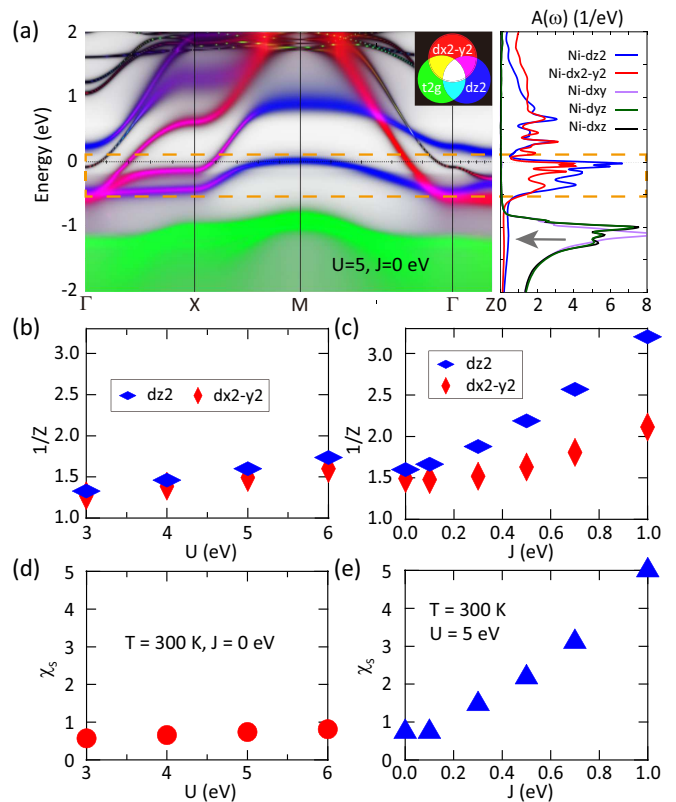 (a)
A(ω) (1/eV)
Energy (eV)
2
1
0
-1
2
dx2-y2
t2g
dz2
U=5, J=0 eV
Γ
X
M
Γ
Z
Ni-dz2
Ni-dx2-y2
Ni-dxy
Ni-dyz
Ni-dxz
0 2 4 6 8
(b)
1/Z
3.0
2.5
2.0
1.5
1.0
dz2 dx2-y2
3 4 5 6
U (eV)
(c)
1/Z
3.0
2.5
2.0
1.5
1.0
dz2
dx2-y2
0.0 0.2 0.4 0.6 0.8 1.0
J (eV)
(d)
χs
5
4
3
2
1
0
T = 300 K, J = 0 eV
3 4 5 6
U (eV)
(e)
χs
5
4
3
2
1
0
T = 300 K
U = 5 eV
0.0 0.2 0.4 0.6 0.8 1.0
J (eV)